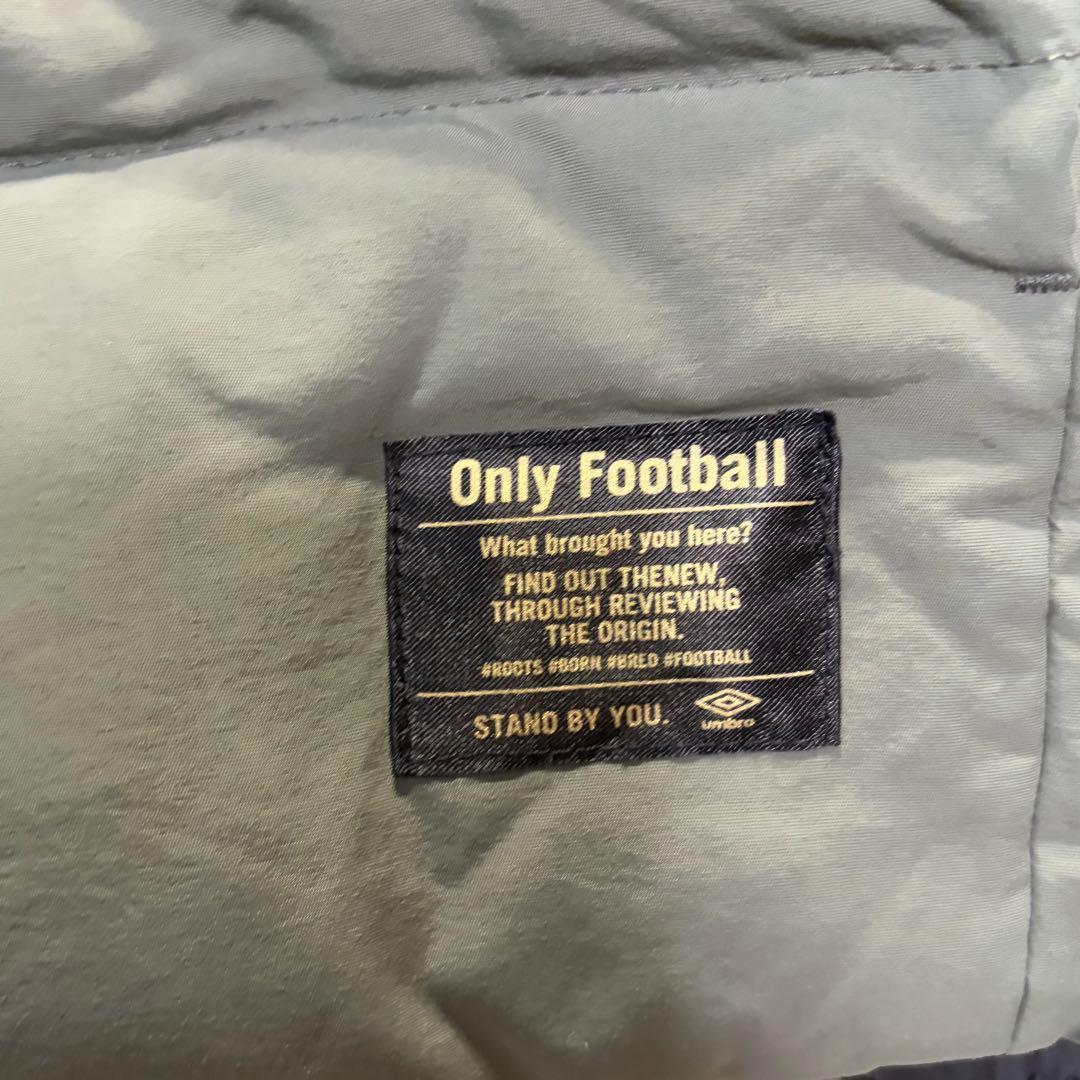 Only Football
What brought you here?
FIND OUT THENEW,
THROUGH REVIEWING
THE ORIGIN.
#ROOTS #BORN #BRED #FOOTBALL
STAND BY YOU.
umbro